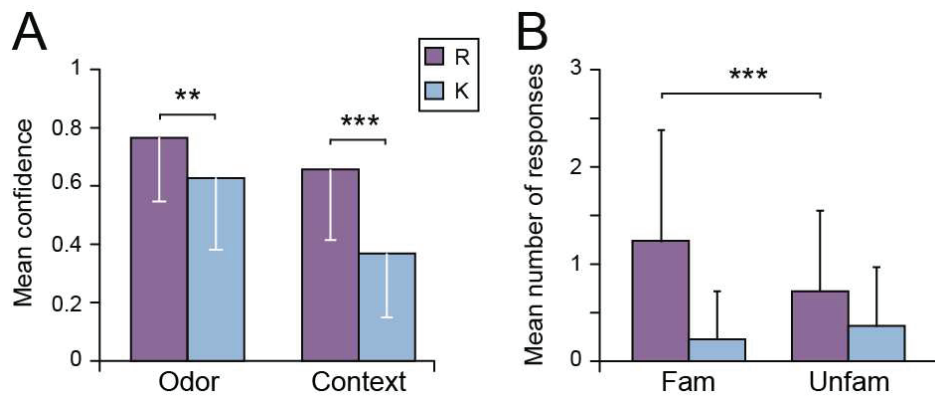 A
R
K
**
***
Mean confidence
1
0.8
0.6
0.4
0.2
0
Odor
Context
B
***
Mean number of responses
3
2
1
0
Fam
Unfam